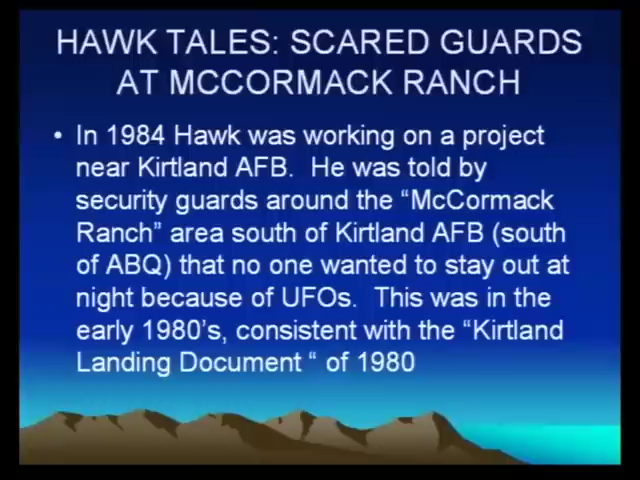 HAWK TALES: SCARED GUARDS
AT MCCORMACK RANCH
• In 1984 Hawk was working on a project
near Kirtland AFB.  He was told by
security guards around the “McCormack
Ranch” area south of Kirtland AFB (south
of ABQ) that no one wanted to stay out at
night because of UFOs.  This was in the
early 1980’s, consistent with the “Kirtland
Landing Document “ of 1980